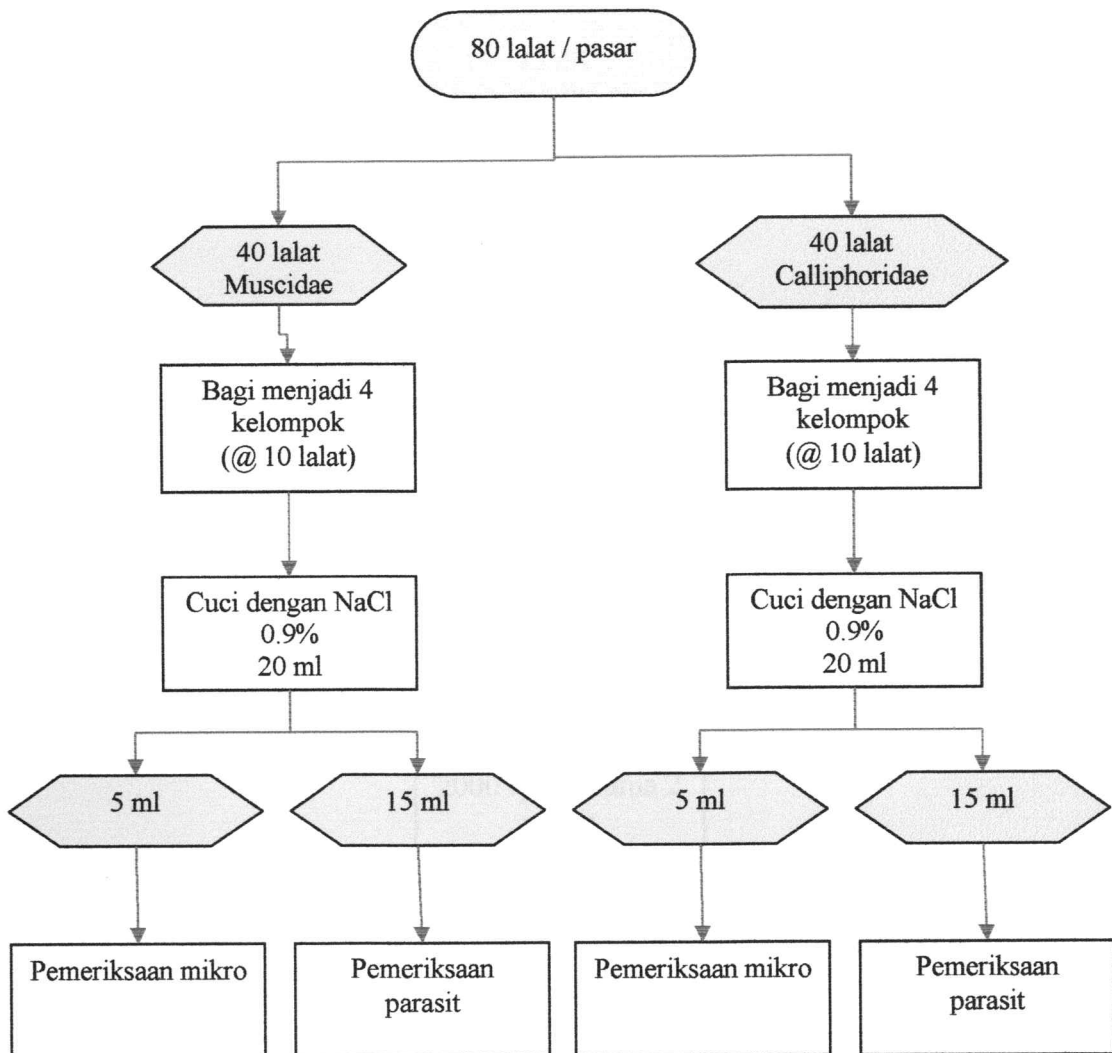 80 lalat / pasar
40 lalat
Muscidae
40 lalat
Calliphoridae
Bagi menjadi 4
kelompok
(@ 10 lalat)
Bagi menjadi 4
kelompok
(@ 10 lalat)
Cuci dengan NaCl
0.9%
20 ml
Cuci dengan NaCl
0.9%
20 ml
5 ml
15 ml
5 ml
15 ml
Pemeriksaan mikro
Pemeriksaan
parasit
Pemeriksaan mikro
Pemeriksaan
parasit